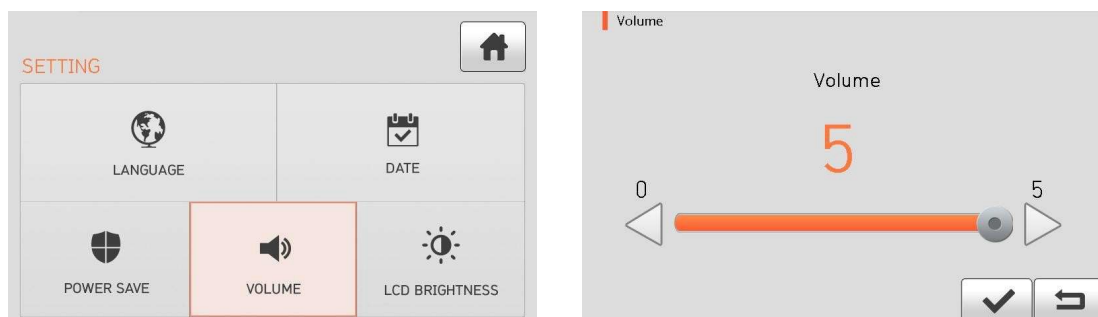 SETTING
LANGUAGE
DATE
POWER SAVE
VOLUME
LCD BRIGHTNESS
Volume
Volume
5
0
5